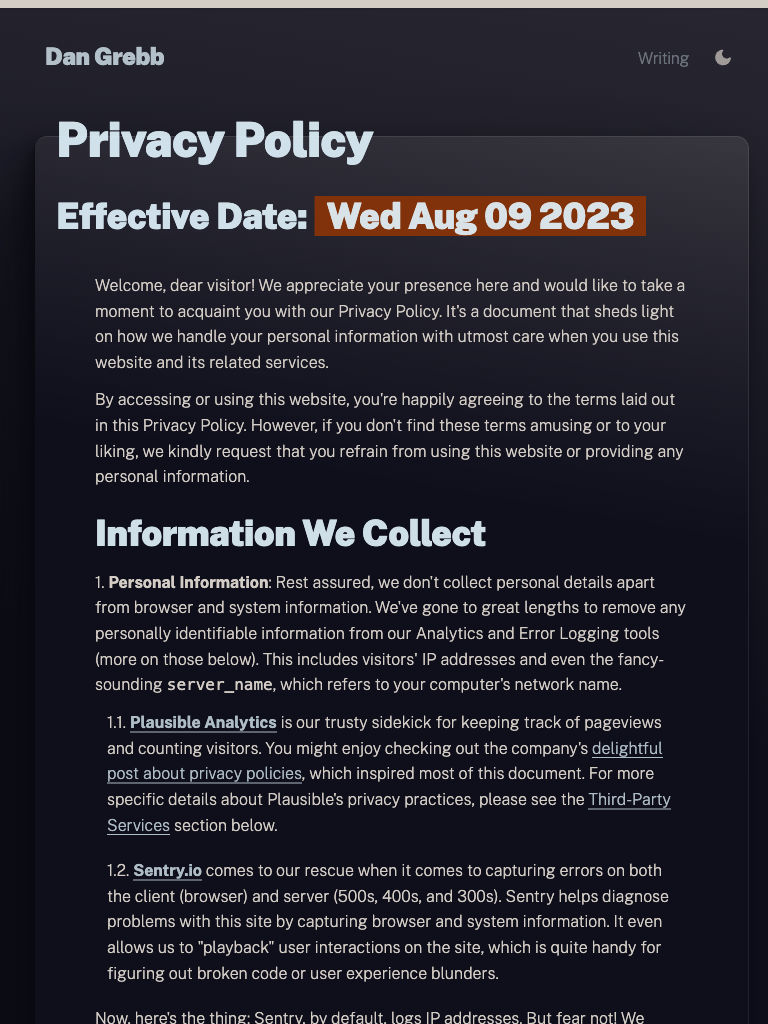 Dan Grebb
Writing
Privacy Policy
Effective Date: Wed Aug 09 2023
Welcome, dear visitor! We appreciate your presence here and would like to take a
moment to acquaint you with our Privacy Policy. It's a document that sheds light
on how we handle your personal information with utmost care when you use this
website and its related services.
By accessing or using this website, you're happily agreeing to the terms laid out
in this Privacy Policy. However, if you don't find these terms amusing or to your
liking, we kindly request that you refrain from using this website or providing any
personal information.
Information We Collect
1. Personal Information: Rest assured, we don't collect personal details apart
from browser and system information. We've gone to great lengths to remove any
personally identifiable information from our Analytics and Error Logging tools
(more on those below). This includes visitors' IP addresses and even the fancy-
sounding server_name, which refers to your computer's network name.
1.1. Plausible Analytics is our trusty sidekick for keeping track of pageviews
and counting visitors. You might enjoy checking out the company's delightful
post about privacy policies, which inspired most of this document. For more
specific details about Plausible's privacy practices, please see the Third-Party
Services section below.
1.2. Sentry.io comes to our rescue when it comes to capturing errors on both
the client (browser) and server (500s, 400s, and 300s). Sentry helps diagnose
problems with this site by capturing browser and system information. It even
allows us to "playback" user interactions on the site, which is quite handy for
figuring out broken code or user experience blunders.
Now, here's the thing: Sentry, by default, logs IP addresses. But fear not! We